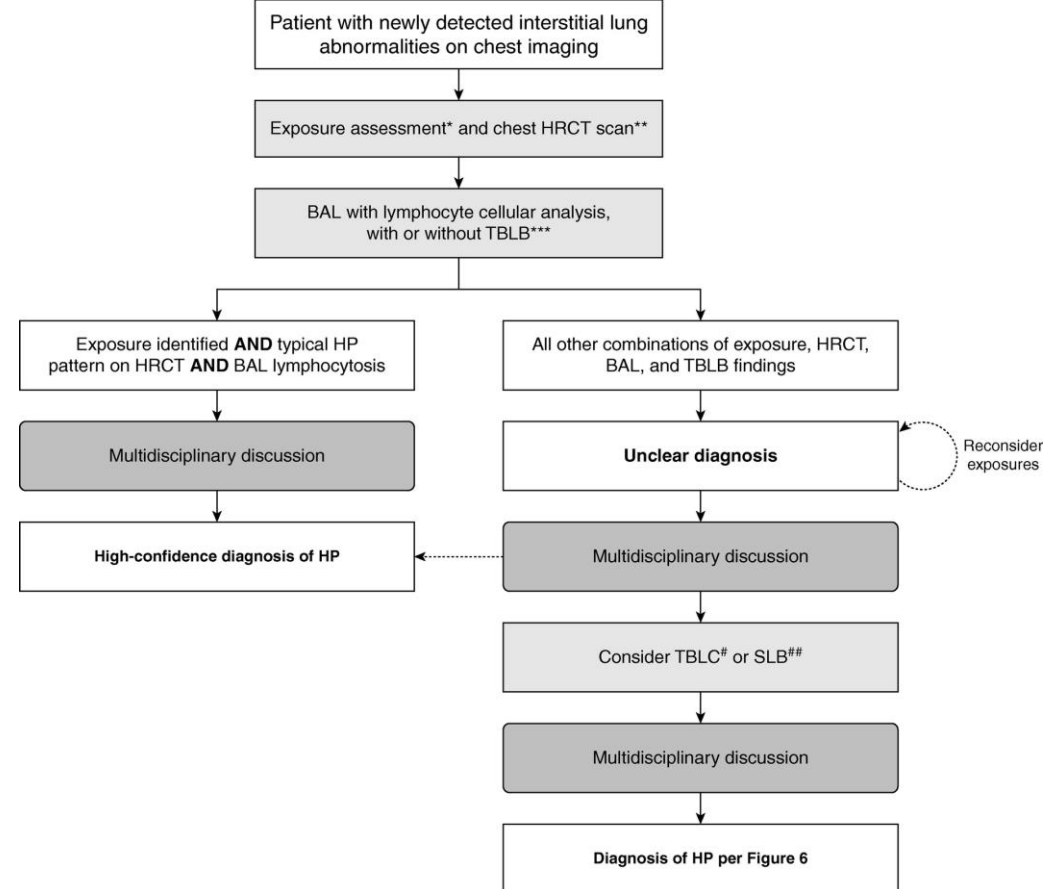 Patient with newly detected interstitial lung
abnormalities on chest imaging
Exposure assessment* and chest HRCT scan**
BAL with lymphocyte cellular analysis,
with or without TBLB***
Exposure identified AND typical HP
pattern on HRCT AND BAL lymphocytosis
All other combinations of exposure, HRCT,
BAL, and TBLB findings
Multidisciplinary discussion
Unclear diagnosis
Reconsider
exposures
High-confidence diagnosis of HP
Multidisciplinary discussion
Consider TBLC# or SLB##
Multidisciplinary discussion
Diagnosis of HP per Figure 6